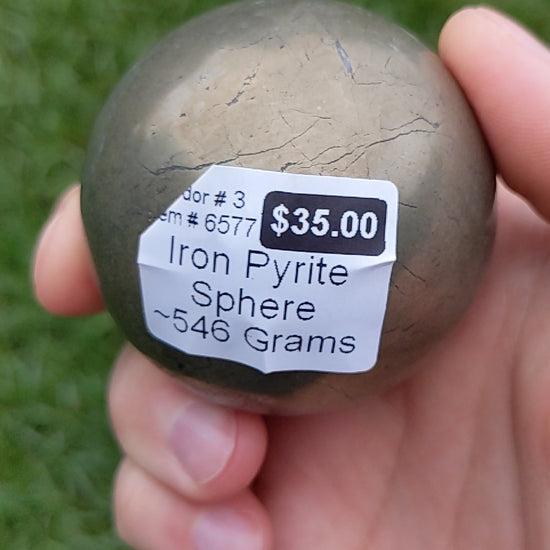 dor # 3
em # 6577
$35.00
Iron Pyrite
Sphere
~546 Grams